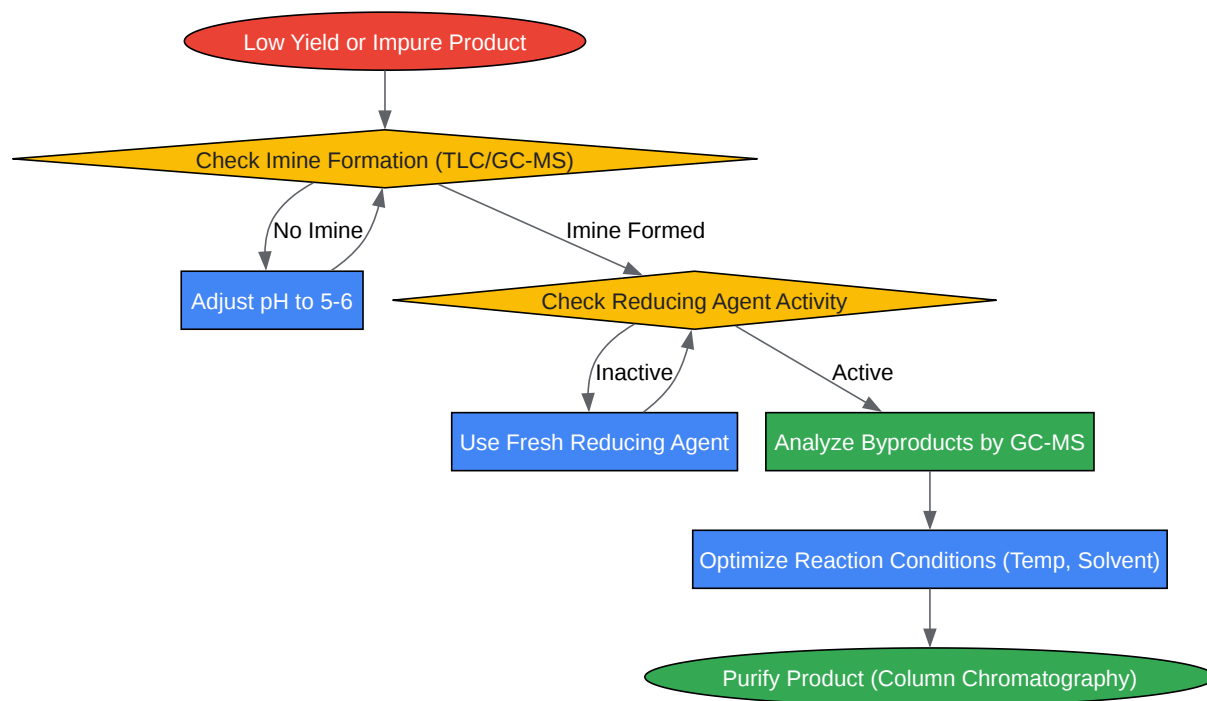 Low Yield or Impure Product
Check Imine Formation (TLC/GC-MS)
No Imine
Imine Formed
Adjust pH to 5-6
Check Reducing Agent Activity
Inactive
Active
Use Fresh Reducing Agent
Analyze Byproducts by GC-MS
Optimize Reaction Conditions (Temp, Solvent)
Purify Product (Column Chromatography)